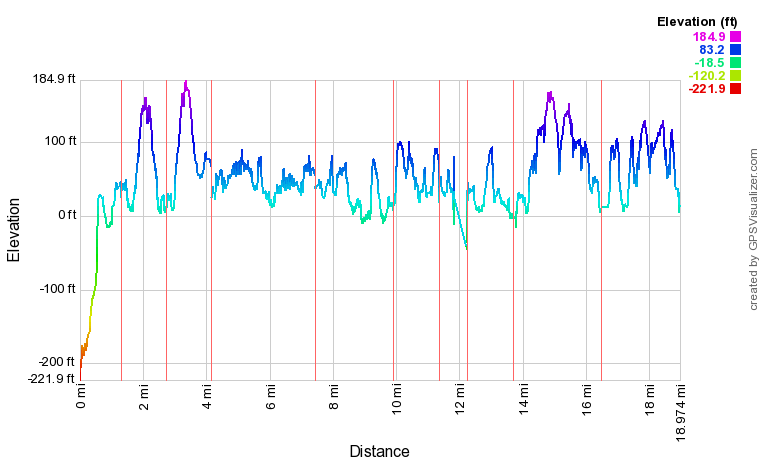 Elevation (ft)
184.9
83.2
-18.5
-120.2
-221.9
184.9 ft
100 ft
0 ft
-100 ft
-200 ft
-221.9 ft
Elevation
0 mi
2 mi
4 mi
6 mi
8 mi
10 mi
12 mi
14 mi
16 mi
18 mi
18.974 mi
Distance
created by GPSVisualizer.com